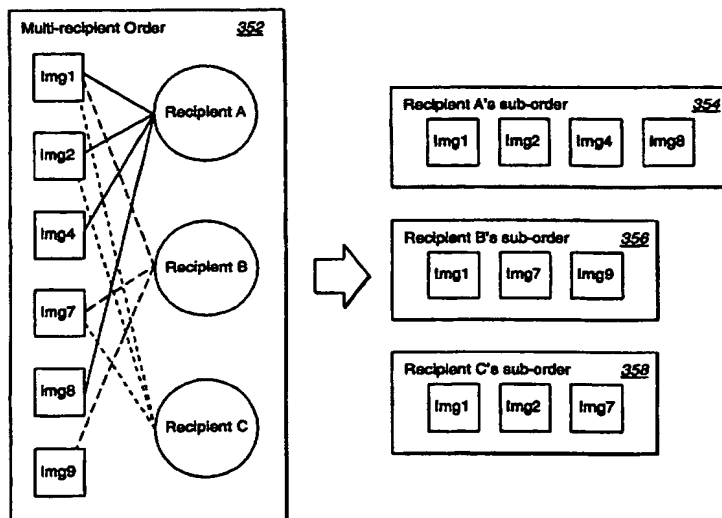 Multi-recipient Order 352
Img1
Img2
Img4
Img7
Img8
Img9
Recipient A
Recipient B
Recipient C
Recipient A's sub-order 354
Img1 Img2 Img4 Img8
Recipient B's sub-order 356
Img1 Img7 Img9
Recipient C's sub-order 358
Img1 Img2 Img7